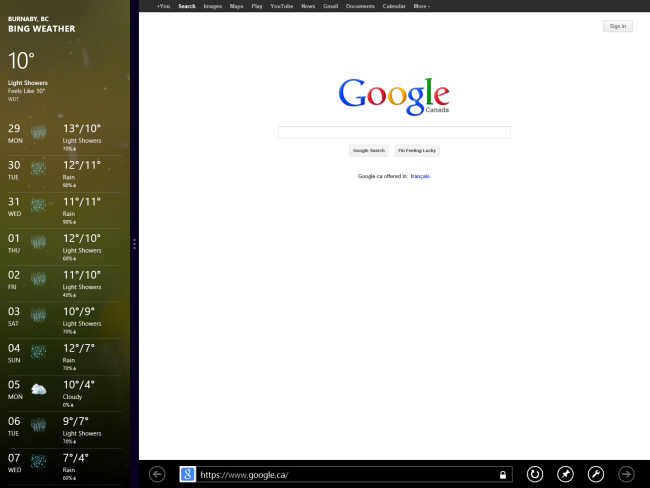 BURNABY, BC
BING WEATHER
10°
Light Showers
Feels Like 10°
WDT
29 13°/10°
MON Light Showers
70%
30 12°/11°
TUE Rain
90%
31 11°/11°
WED Rain
90%
01 12°/10°
THU Light Showers
60%
02 11°/10°
FRI Light Showers
40%
03 10°/9°
SAT Light Showers
70%
04 12°/7°
SUN Rain
70%
05 10°/4°
MON Cloudy
0%
06 9°/7°
TUE Light Showers
70%
07 7°/4°
WED Rain
60%
+You Search Images Maps Play YouTube News Gmail Documents Calendar More
Sign in
Google
Canada
Google Search I'm Feeling Lucky
Google.ca offered in: français
g https://www.google.ca/